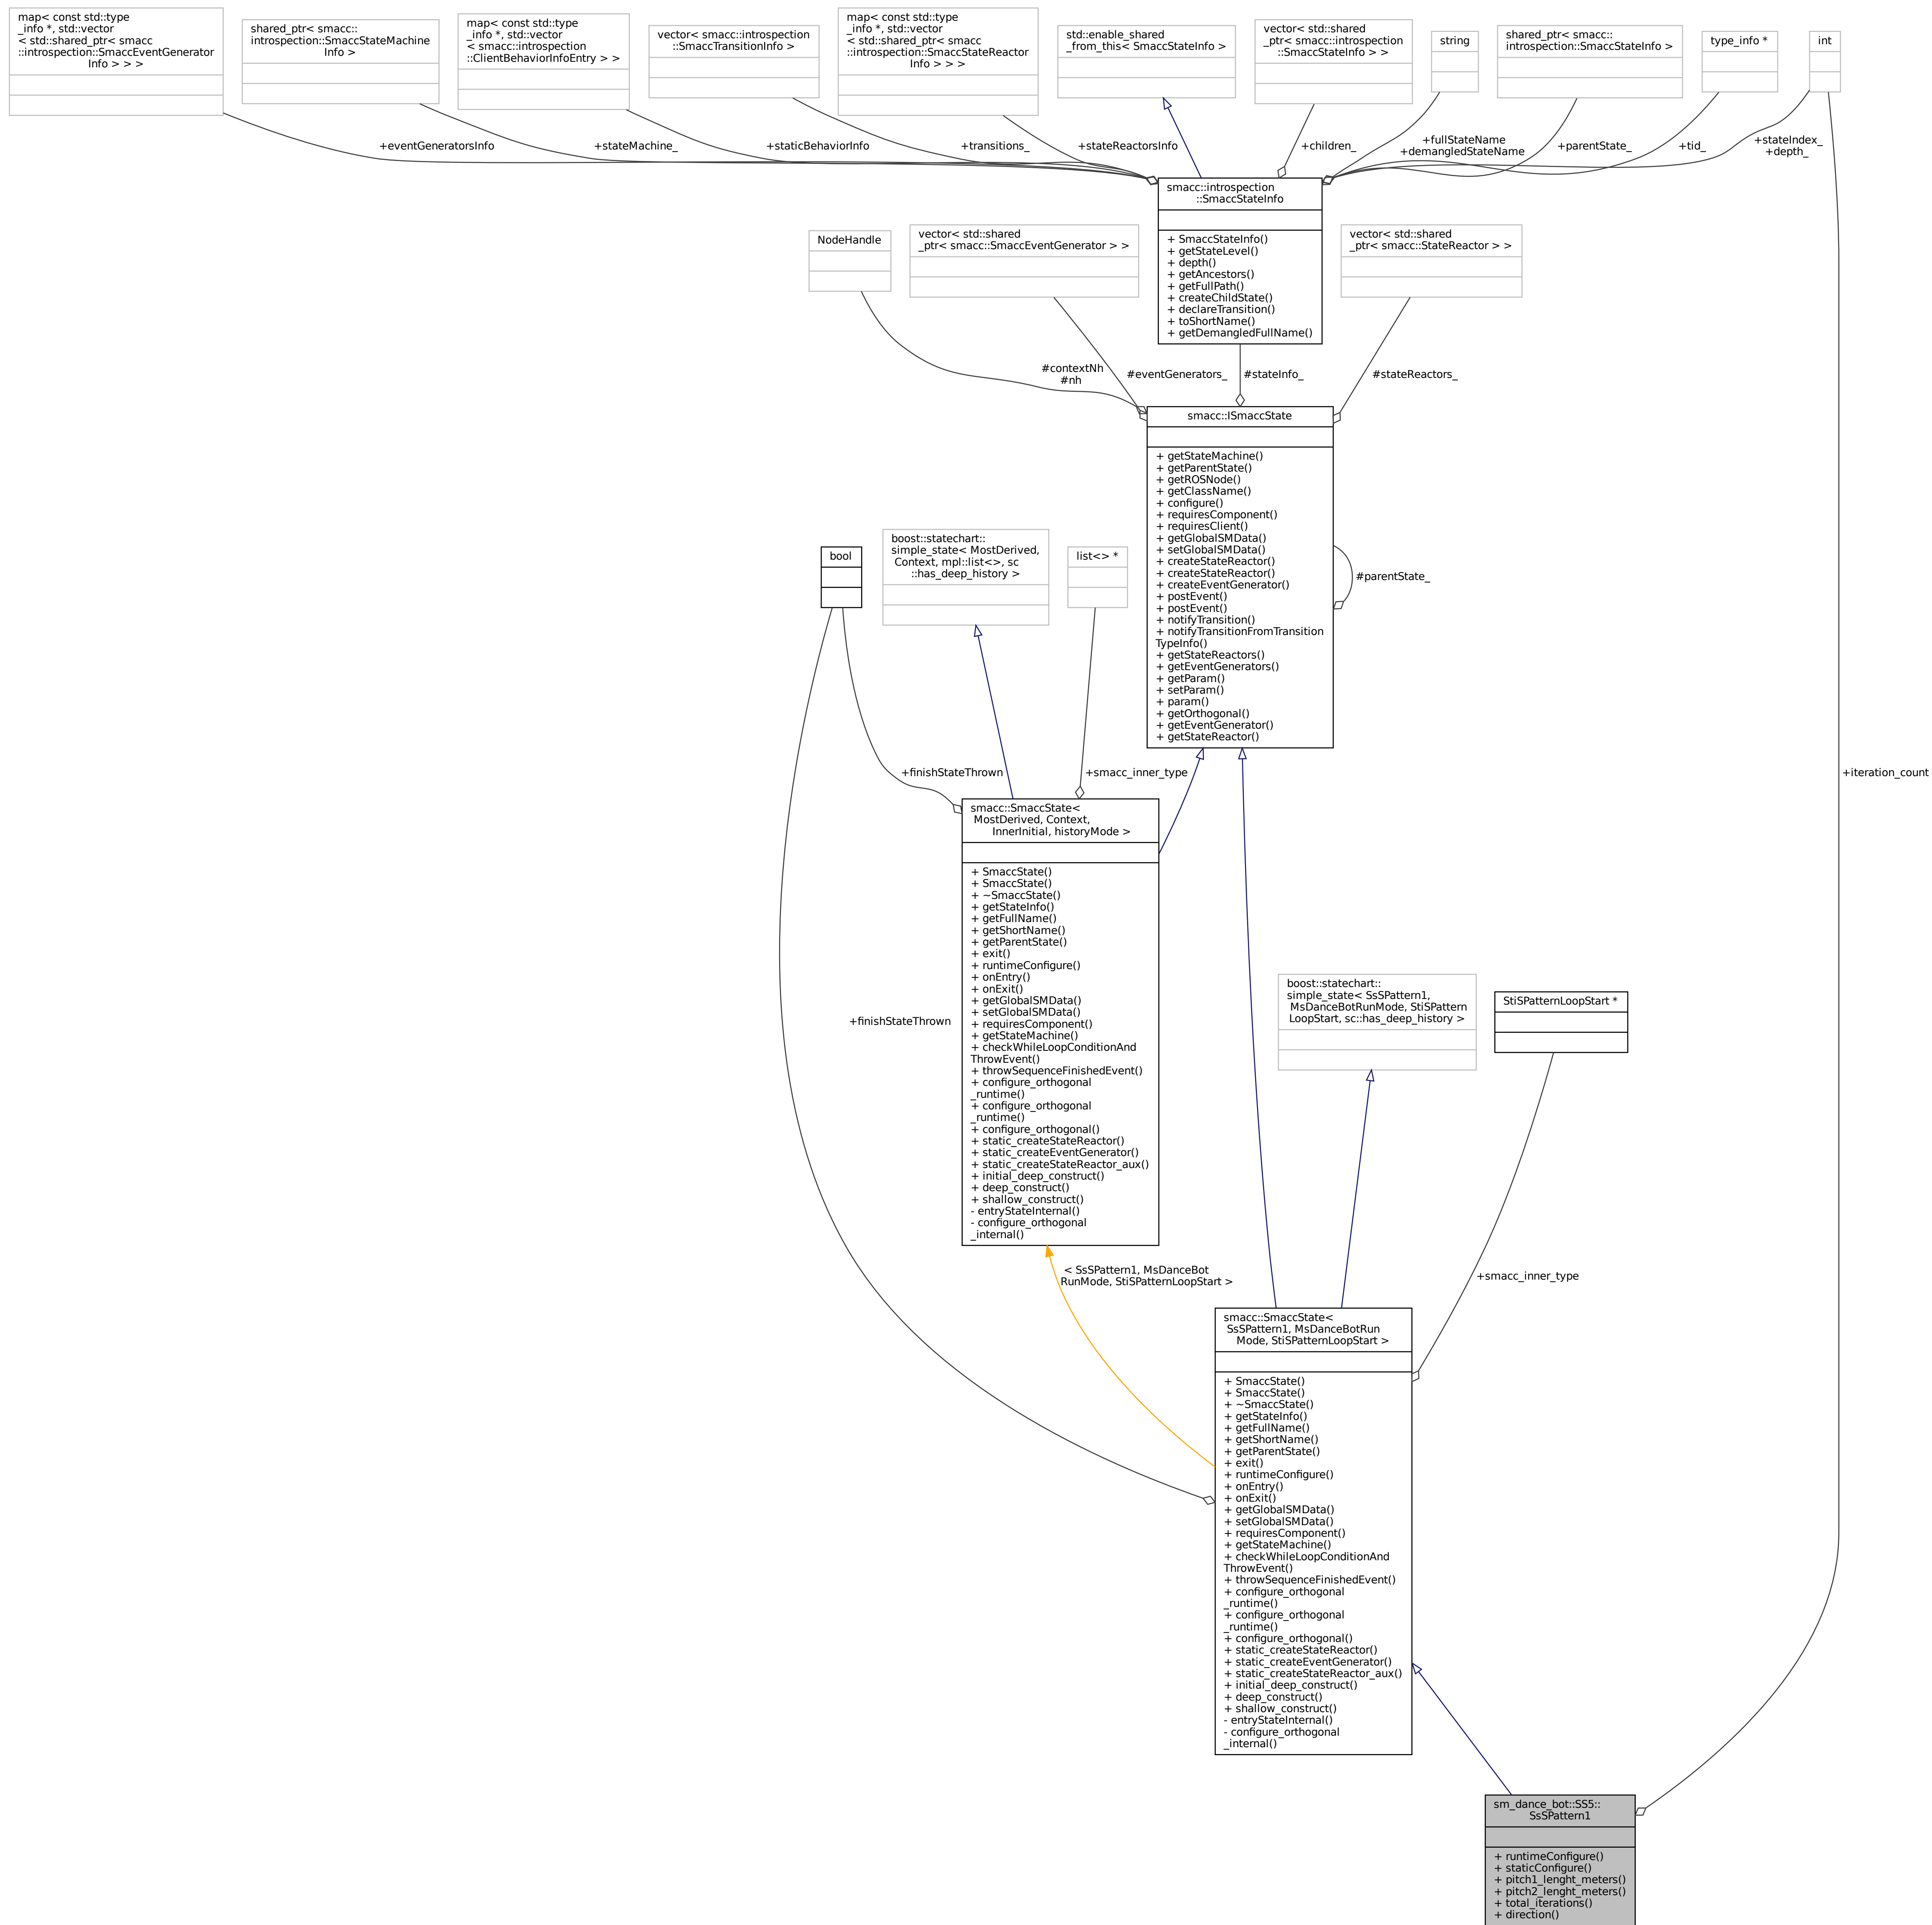 map< const std::type
_info *, std::vector
< std::shared_ptr< smacc
::introspection::SmaccEventGenerator
Info > > >
shared_ptr< smacc::
introspection::SmaccStateMachine
Info >
map< const std::type
_info *, std::vector
< smacc::introspection
::ClientBehaviorInfoEntry > >
vector< smacc::introspection
::SmaccTransitionInfo >
map< const std::type
_info *, std::vector
< std::shared_ptr< smacc
::introspection::SmaccStateReactor
Info > > >
std::enable_shared
_from_this< SmaccStateInfo >
vector< std::shared
_ptr< smacc::introspection
::SmaccStateInfo > >
string
shared_ptr< smacc::
introspection::SmaccStateInfo >
type_info *
int
+eventGeneratorsInfo
+stateMachine_
+staticBehaviorInfo
+transitions_
+stateReactorsInfo
+children_
+fullStateName
+demangledStateName
+parentState_
+tid_
+stateIndex_
+depth_
smacc::introspection
::SmaccStateInfo
+ SmaccStateInfo()
+ getStateLevel()
+ depth()
+ getAncestors()
+ getFullPath()
+ createChildState()
+ declareTransition()
+ toShortName()
+ getDemangledFullName()
NodeHandle
vector< std::shared
_ptr< smacc::SmaccEventGenerator > >
vector< std::shared
_ptr< smacc::StateReactor > >
#contextNh
#nh
#eventGenerators_
#stateInfo_
#stateReactors_
smacc::ISmaccState
+ getStateMachine()
+ getParentState()
+ getROSNode()
+ getClassName()
+ configure()
+ requiresComponent()
+ requiresClient()
+ getGlobalSMData()
+ setGlobalSMData()
+ createStateReactor()
+ createStateReactor()
+ createEventGenerator()
+ postEvent()
+ postEvent()
+ notifyTransition()
+ notifyTransitionFromTransition
TypeInfo()
+ getStateReactors()
+ getEventGenerators()
+ getParam()
+ setParam()
+ param()
+ getOrthogonal()
+ getEventGenerator()
+ getStateReactor()
#parentState_
bool
boost::statechart::
simple_state< MostDerived,
Context, mpl::list<>, sc
::has_deep_history >
list<> *
+finishStateThrown
+smacc_inner_type
+iteration_count
smacc::SmaccState<
MostDerived, Context,
InnerInitial, historyMode >
+ SmaccState()
+ SmaccState()
+ ~SmaccState()
+ getStateInfo()
+ getFullName()
+ getShortName()
+ getParentState()
+ exit()
+ runtimeConfigure()
+ onEntry()
+ onExit()
+ getGlobalSMData()
+ setGlobalSMData()
+ requiresComponent()
+ getStateMachine()
+ checkWhileLoopConditionAnd
ThrowEvent()
+ throwSequenceFinishedEvent()
+ configure_orthogonal
_runtime()
+ configure_orthogonal
_runtime()
+ configure_orthogonal()
+ static_createStateReactor()
+ static_createEventGenerator()
+ static_createStateReactor_aux()
+ initial_deep_construct()
+ deep_construct()
+ shallow_construct()
- entryStateInternal()
- configure_orthogonal
_internal()
+finishStateThrown
boost::statechart::
simple_state< SsSPattern1,
MsDanceBotRunMode, StiSPattern
LoopStart, sc::has_deep_history >
StiSPatternLoopStart *
< SsSPattern1, MsDanceBot
RunMode, StiSPatternLoopStart >
+smacc_inner_type
smacc::SmaccState<
SsSPattern1, MsDanceBotRun
Mode, StiSPatternLoopStart >
+ SmaccState()
+ SmaccState()
+ ~SmaccState()
+ getStateInfo()
+ getFullName()
+ getShortName()
+ getParentState()
+ exit()
+ runtimeConfigure()
+ onEntry()
+ onExit()
+ getGlobalSMData()
+ setGlobalSMData()
+ requiresComponent()
+ getStateMachine()
+ checkWhileLoopConditionAnd
ThrowEvent()
+ throwSequenceFinishedEvent()
+ configure_orthogonal
_runtime()
+ configure_orthogonal
_runtime()
+ configure_orthogonal()
+ static_createStateReactor()
+ static_createEventGenerator()
+ static_createStateReactor_aux()
+ initial_deep_construct()
+ deep_construct()
+ shallow_construct()
- entryStateInternal()
- configure_orthogonal
_internal()
sm_dance_bot::SS5::
SsSPattern1
+ runtimeConfigure()
+ staticConfigure()
+ pitch1_lenght_meters()
+ pitch2_lenght_meters()
+ total_iterations()
+ direction()